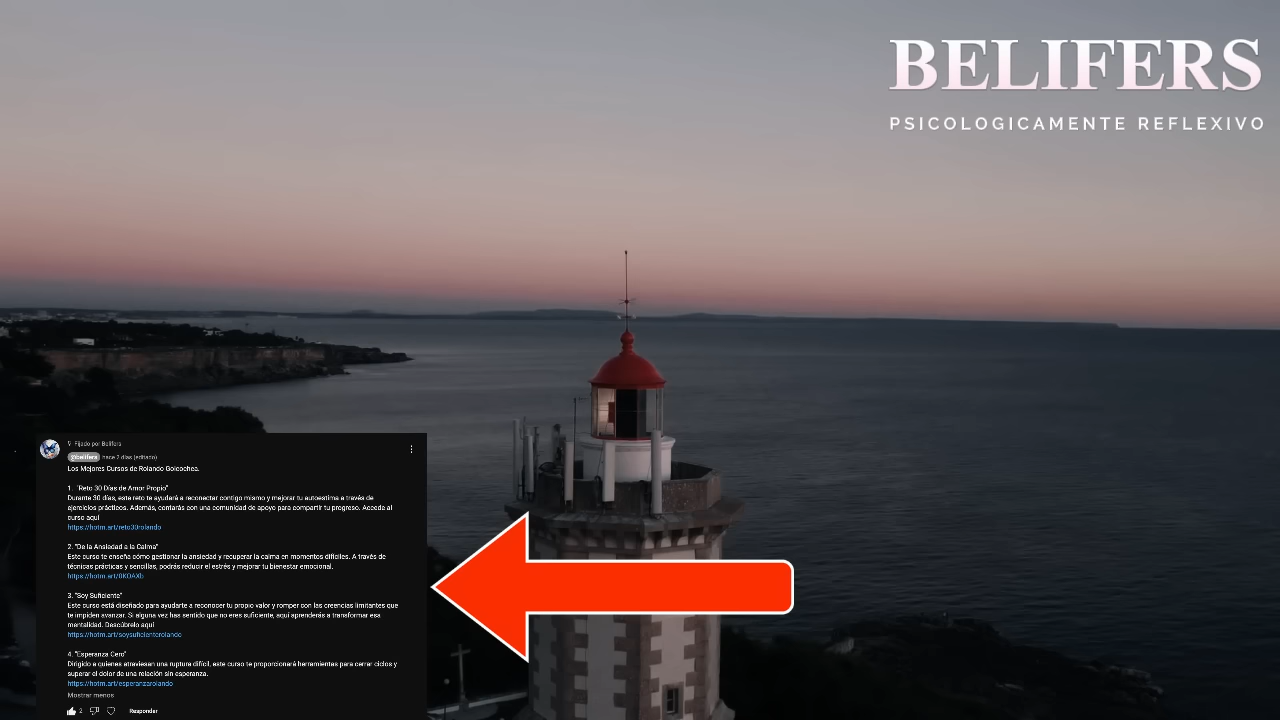 BELIFERS
PSICOLOGICAMENTE REFLEXIVO
Fijado por Belifers
@belifers hace 2 días (editado)
Los Mejores Cursos de Rolando Goicochea.
1. "Reto 30 Días de Amor Propio"
Durante 30 días, este reto te ayudará a reconectar contigo mismo y mejorar tu autoestima a través de
ejercicios prácticos. Además, contarás con una comunidad de apoyo para compartir tu progreso. Accede al
curso aquí
https://hotm.art/reto30rolando
2. "De la Ansiedad a la Calma"
Este curso te enseña cómo gestionar la ansiedad y recuperar la calma en momentos difíciles. A través de
técnicas prácticas y sencillas, podrás reducir el estrés y mejorar tu bienestar emocional.
https://hotm.art/0KOAXb
3. "Soy Suficiente"
Este curso está diseñado para ayudarte a reconocer tu propio valor y romper con las creencias limitantes que
te impiden avanzar. Si alguna vez has sentido que no eres suficiente, aquí aprenderás a transformar esa
mentalidad. Descúbrelo aquí
https://hotm.art/soysuficienterolando
4. "Esperanza Cero"
Dirigido a quienes atraviesan una ruptura difícil, este curso te proporcionará herramientas para cerrar ciclos y
superar el dolor de una relación sin esperanza.
https://hotm.art/esperanzarolando
Mostrar menos
2 Responder